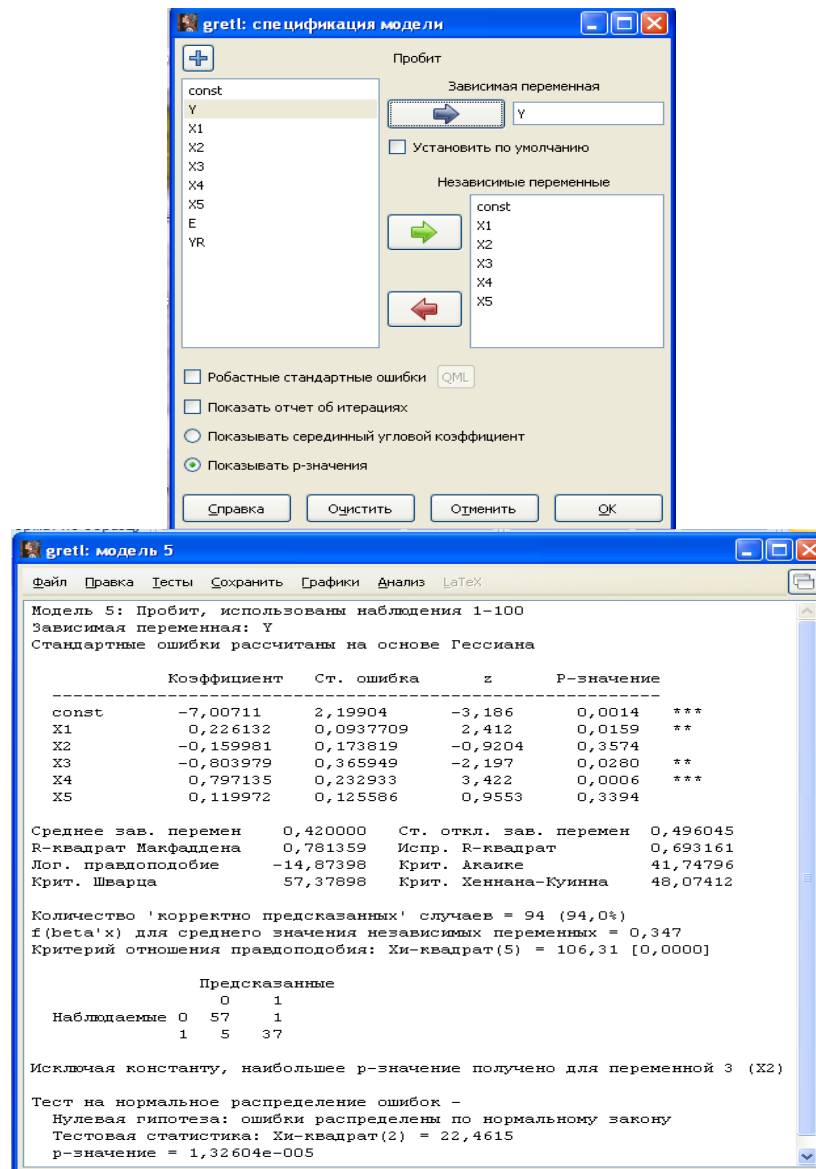 gretl: спецификация модели
Пробит
const
Y
X1
X2
X3
X4
X5
E
YR
Зависимая переменная
Y
Установить по умолчанию
Независимые переменные
const
X1
X2
X3
X4
X5
Робастные стандартные ошибки QML
Показать отчет об итерациях
Показывать серединный угловой коэффициент
Показывать p-значения
Справка Очистить Отменить OK
gretl: модель 5
Файл Правка Тесты Сохранить Графики Анализ LaTeX
Модель 5: Пробит, использованы наблюдения 1-100
Зависимая переменная: Y
Стандартные ошибки рассчитаны на основе Гессиана
Коэффициент Ст. ошибка z P-значение
const -7,00711 2,19904 -3,186 0,0014 ***
X1 0,226132 0,0937709 2,412 0,0159 **
X2 -0,159981 0,173819 -0,9204 0,3574
X3 -0,803979 0,365949 -2,197 0,0280 **
X4 0,797135 0,232933 3,422 0,0006 ***
X5 0,119972 0,125586 0,9553 0,3394
Среднее зав. перемен 0,420000 Ст. откл. зав. перемен 0,496045
R-квадрат Макфаддена 0,781359 Испр. R-квадрат 0,693161
Лог. правдоподобие -14,87398 Крит. Акаике 41,74796
Крит. Шварца 57,37898 Крит. Хеннана-Куинна 48,07412
Количество 'корректно предсказанных' случаев = 94 (94,0%)
f(beta'x) для среднего значения независимых переменных = 0,347
Критерий отношения правдоподобия: Хи-квадрат(5) = 106,31 [0,0000]
Предсказанные
0 1
Наблюдаемые 0 57 1
1 5 37
Исключая константу, наибольшее р-значение получено для переменной 3 (X2)
Тест на нормальное распределение ошибок -
Нулевая гипотеза: ошибки распределены по нормальному закону
Тестовая статистика: Хи-квадрат(2) = 22,4615
р-значение = 1,32604e-005